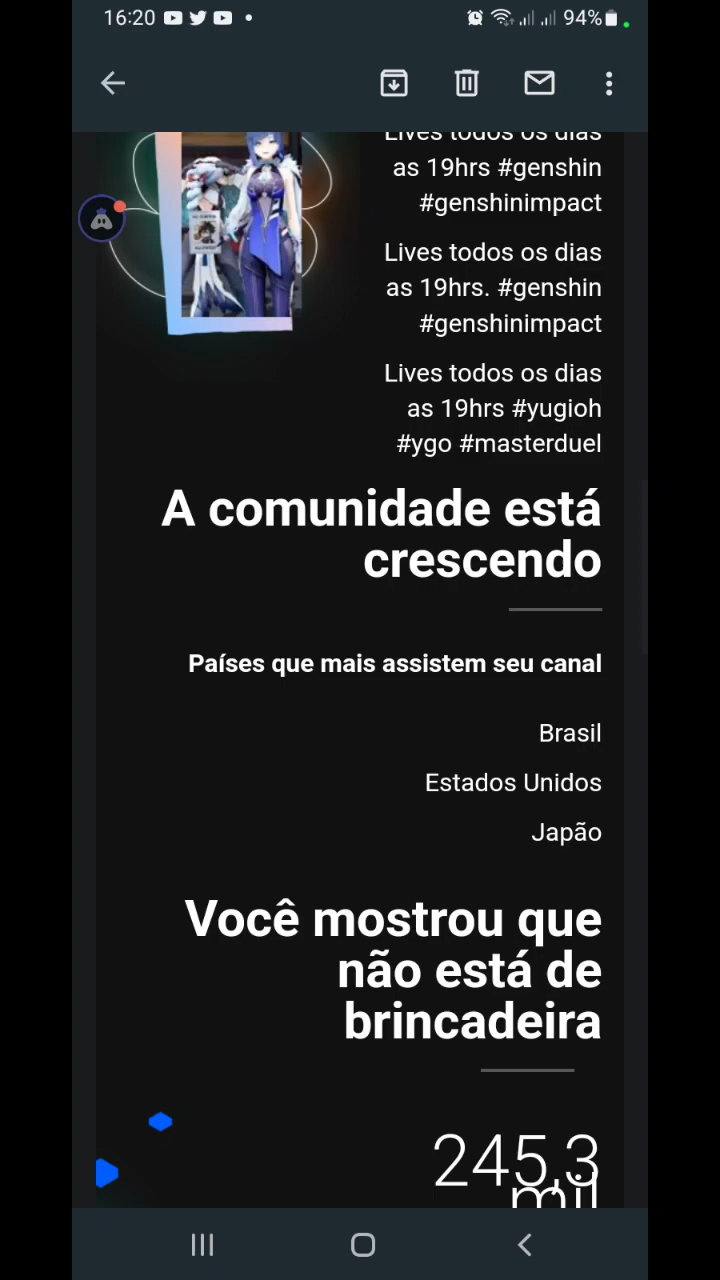 16:20
94%
Lives todos os dias
as 19hrs #genshin
#genshinimpact
Lives todos os dias
as 19hrs. #genshin
#genshinimpact
Lives todos os dias
as 19hrs #yugioh
#ygo #masterduel
A comunidade está
crescendo
Países que mais assistem seu canal
Brasil
Estados Unidos
Japão
Você mostrou que
não está de
brincadeira
245,3
mil